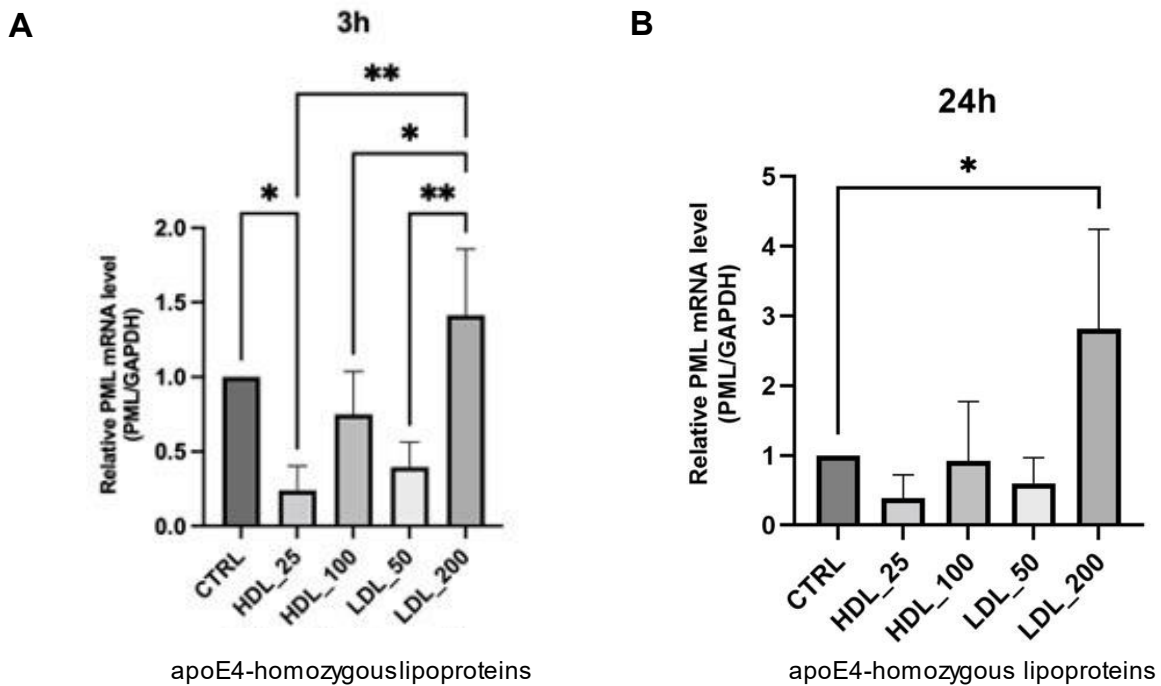 A
3h
**
*
*
**
Relative PML mRNA level
(PML/GAPDH)
2.0
1.5
1.0
0.5
0.0
CTRL
HDL_25
HDL_100
LDL_50
LDL_200
apoE4-homozygouslipoproteins
B
24h
*
Relative PML mRNA level
(PML/GAPDH)
5
4
3
2
1
0
CTRL
HDL_25
HDL_100
LDL_50
LDL_200
apoE4-homozygous lipoproteins